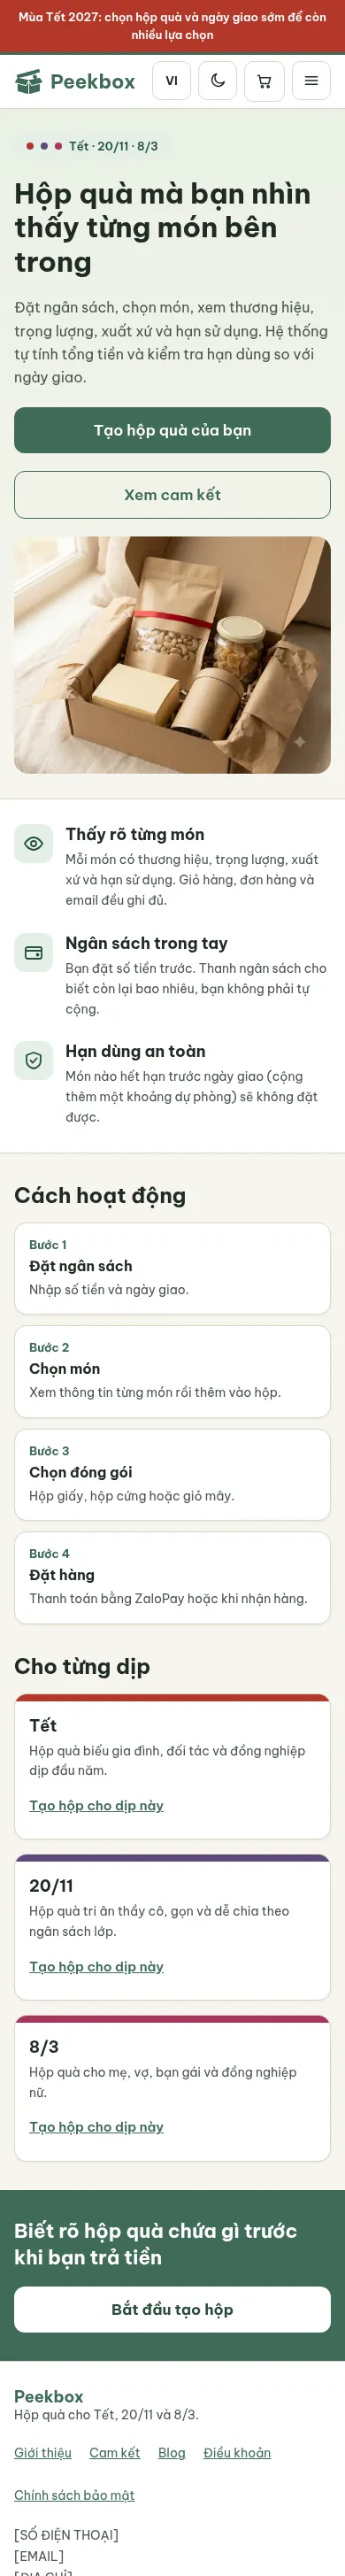 Mùa Tết 2027: chọn hộp quà và ngày giao sớm để còn
nhiều lựa chọn
Peekbox
VI
Tết · 20/11 · 8/3
Hộp quà mà bạn nhìn
thấy từng món bên
trong
Đặt ngân sách, chọn món, xem thương hiệu,
trọng lượng, xuất xứ và hạn sử dụng. Hệ thống
tự tính tổng tiền và kiểm tra hạn dùng so với
ngày giao.
Tạo hộp quà của bạn
Xem cam kết
Thấy rõ từng món
Mỗi món có thương hiệu, trọng lượng, xuất
xứ và hạn sử dụng. Giỏ hàng, đơn hàng và
email đều ghi đủ.
Ngân sách trong tay
Bạn đặt số tiền trước. Thanh ngân sách cho
biết còn lại bao nhiêu, bạn không phải tự
cộng.
Hạn dùng an toàn
Món nào hết hạn trước ngày giao (cộng
thêm một khoảng dự phòng) sẽ không đặt
được.
Cách hoạt động
Bước 1
Đặt ngân sách
Nhập số tiền và ngày giao.
Bước 2
Chọn món
Xem thông tin từng món rồi thêm vào hộp.
Bước 3
Chọn đóng gói
Hộp giấy, hộp cứng hoặc giỏ mây.
Bước 4
Đặt hàng
Thanh toán bằng ZaloPay hoặc khi nhận hàng.
Cho từng dịp
Tết
Hộp quà biếu gia đình, đối tác và đồng nghiệp
dịp đầu năm.
Tạo hộp cho dịp này
20/11
Hộp quà tri ân thầy cô, gọn và dễ chia theo
ngân sách lớp.
Tạo hộp cho dịp này
8/3
Hộp quà cho mẹ, vợ, bạn gái và đồng nghiệp
nữ.
Tạo hộp cho dịp này
Biết rõ hộp quà chứa gì trước
khi bạn trả tiền
Bắt đầu tạo hộp
Peekbox
Hộp quà cho Tết, 20/11 và 8/3.
Giới thiệu Cam kết Blog Điều khoản
Chính sách bảo mật
[SỐ ĐIỆN THOẠI]
[EMAIL]
[ĐỊA CHỈ]